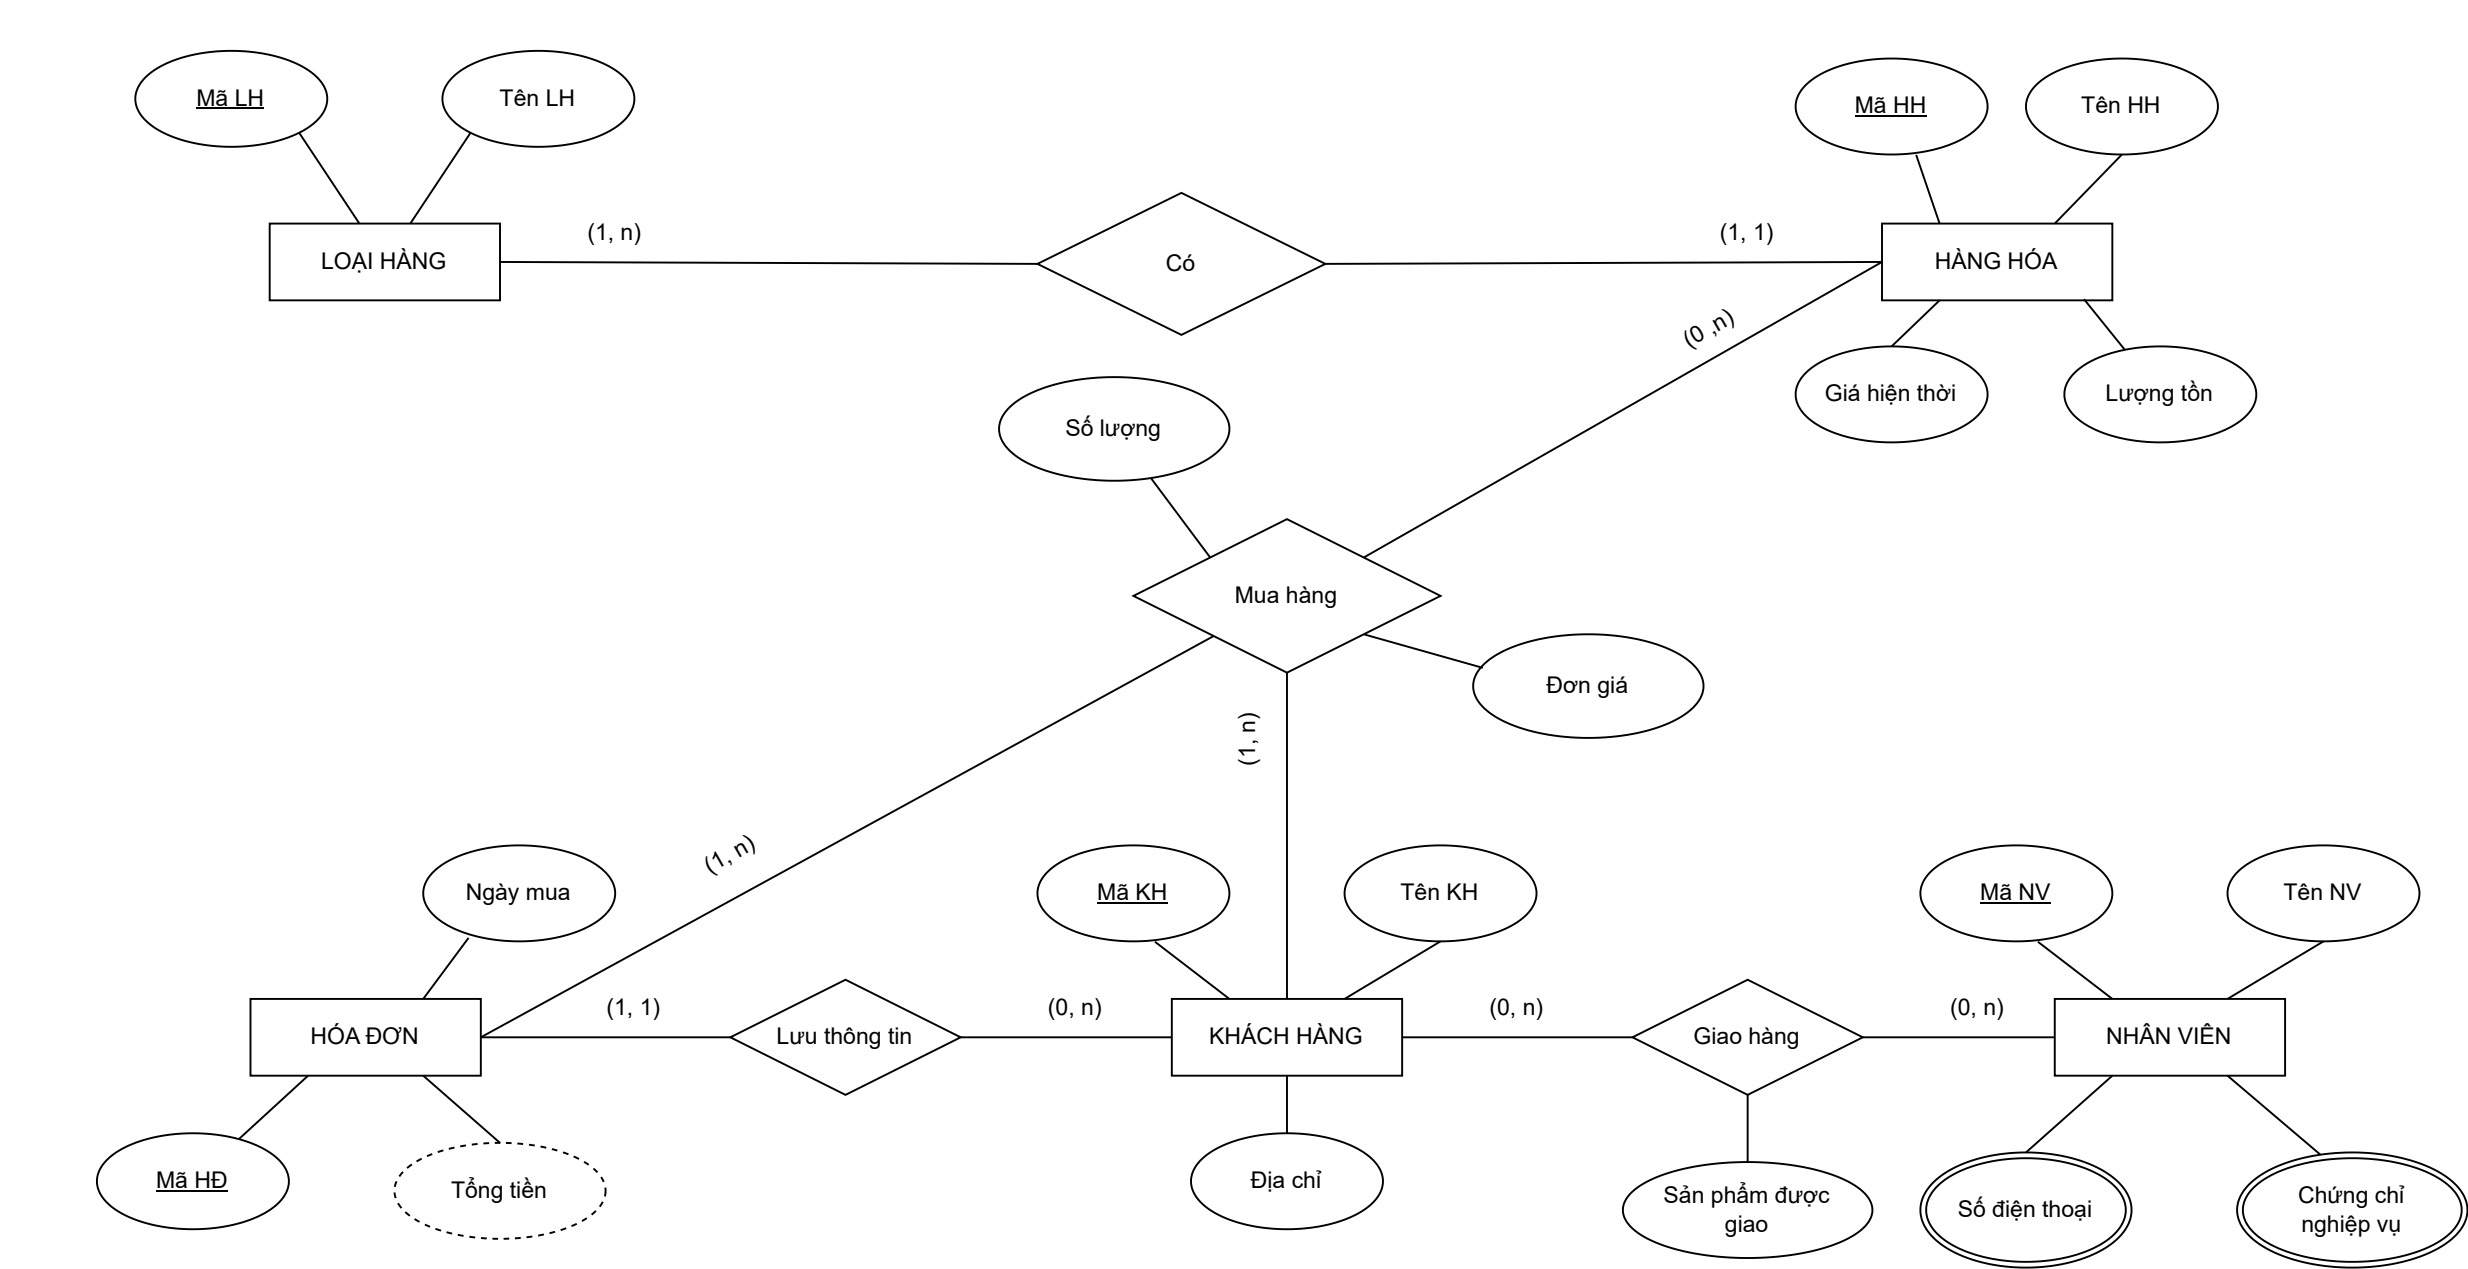 Mã LH
Tên LH
Mã HH
Tên HH
(1, n)
(1, 1)
LOẠI HÀNG
Có
HÀNG HÓA
(0 ,n)
Giá hiện thời
Lượng tồn
Số lượng
Mua hàng
Đơn giá
(1, n)
(1, n)
Ngày mua
Mã KH
Tên KH
Mã NV
Tên NV
(1, 1)
(0, n)
(0, n)
(0, n)
HÓA ĐƠN
Lưu thông tin
KHÁCH HÀNG
Giao hàng
NHÂN VIÊN
Mã HĐ
Tổng tiền
Địa chỉ
Sản phẩm được
giao
Số điện thoại
Chứng chỉ
nghiệp vụ